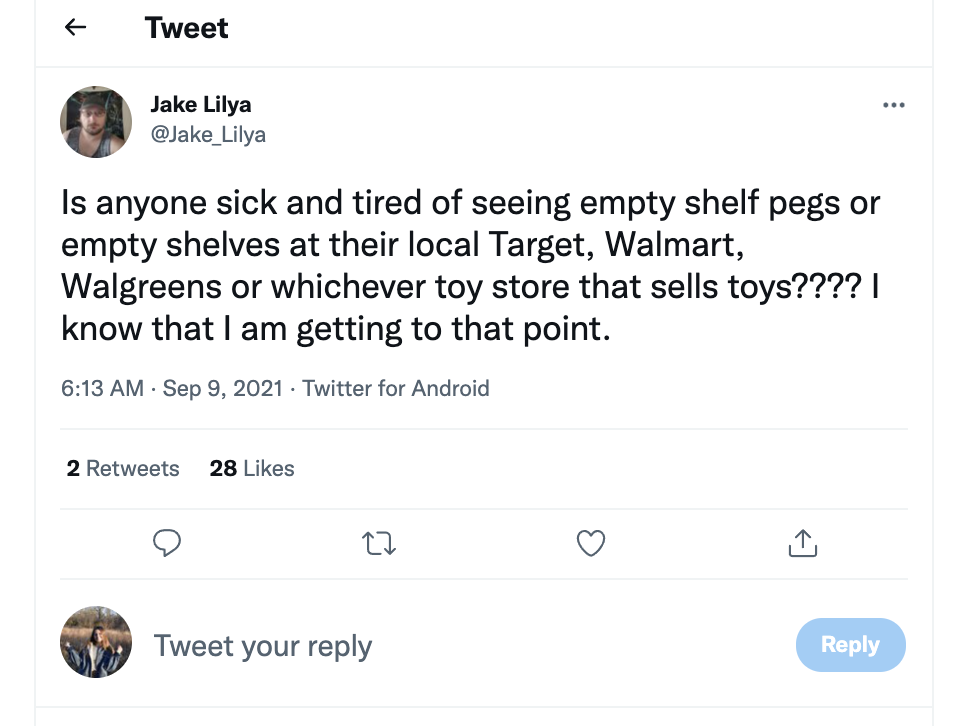 Tweet
Jake Lilya
@Jake_Lilya
Is anyone sick and tired of seeing empty shelf pegs or
empty shelves at their local Target, Walmart,
Walgreens or whichever toy store that sells toys???? I
know that I am getting to that point.
6:13 AM · Sep 9, 2021 · Twitter for Android
2 Retweets 28 Likes
Tweet your reply
Reply